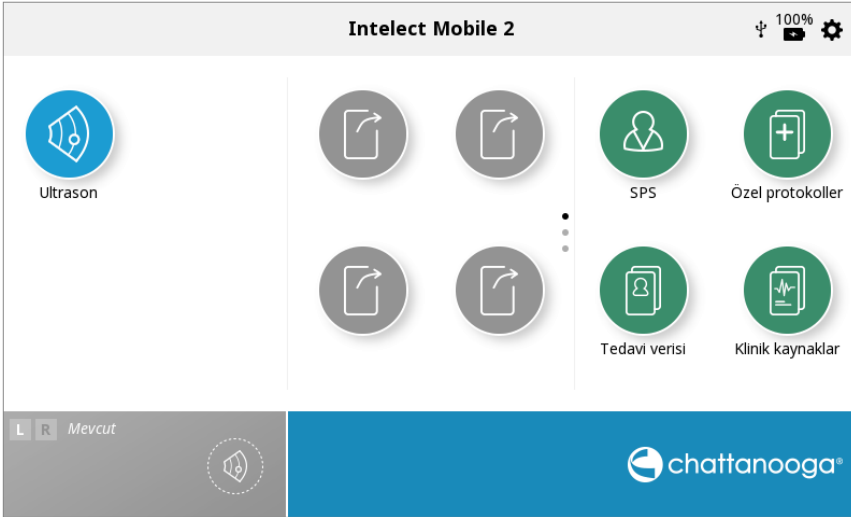 Intelect Mobile 2
100%
Ultrason
SPS
Özel protokoller
Tedavi verisi
Klinik kaynaklar
L R Mevcut
chattanooga®